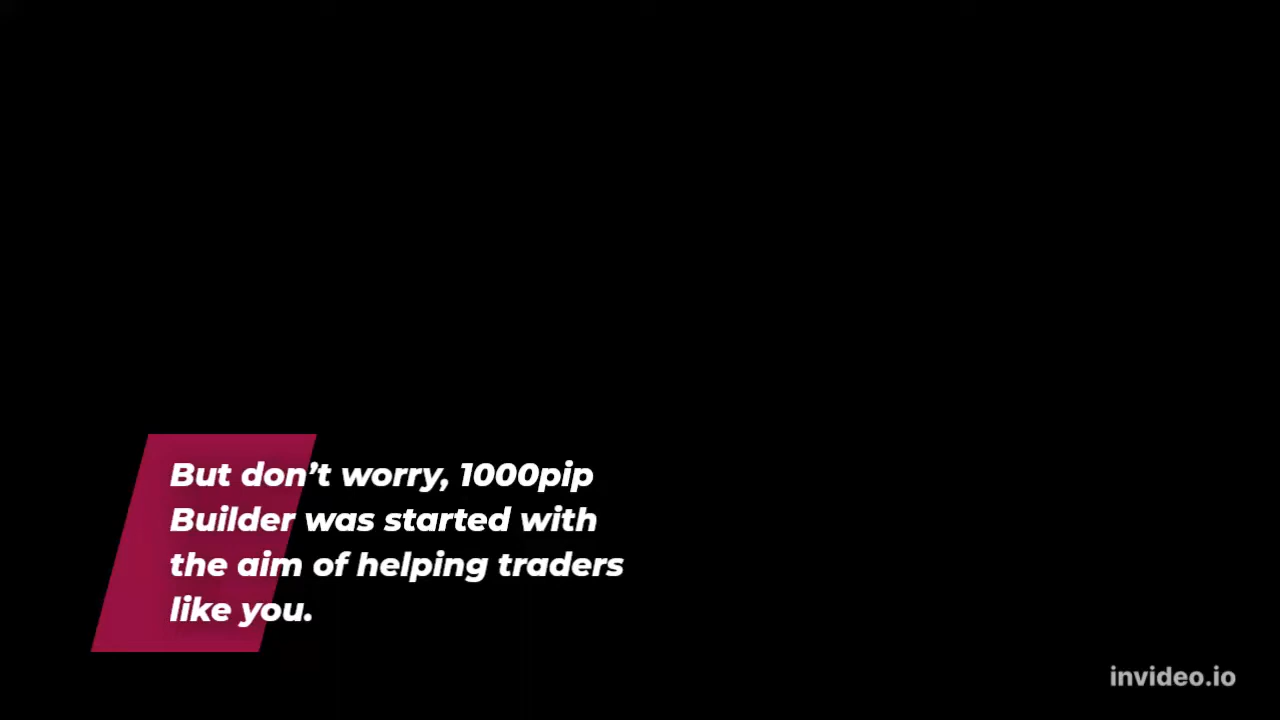 But don’t worry, 1000pip
Builder was started with
the aim of helping traders
like you.
invideo.io